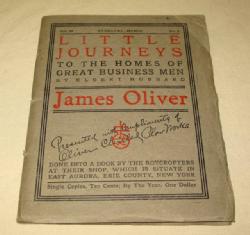 LITTLE
JOURNEYS
TO THE HOMES OF
GREAT BUSINESS MEN
BY ELBERT HUBBARD
James Oliver
Presented with compliments of
Oliver Chilled Plow Works
DONE INTO A BOOK BY THE ROYCROFTERS
AT THEIR SHOP, WHICH IS SITUATE IN
EAST AURORA, ERIE COUNTY, NEW YORK
Single Copies, Ten Cents; By The Year, One Dollar